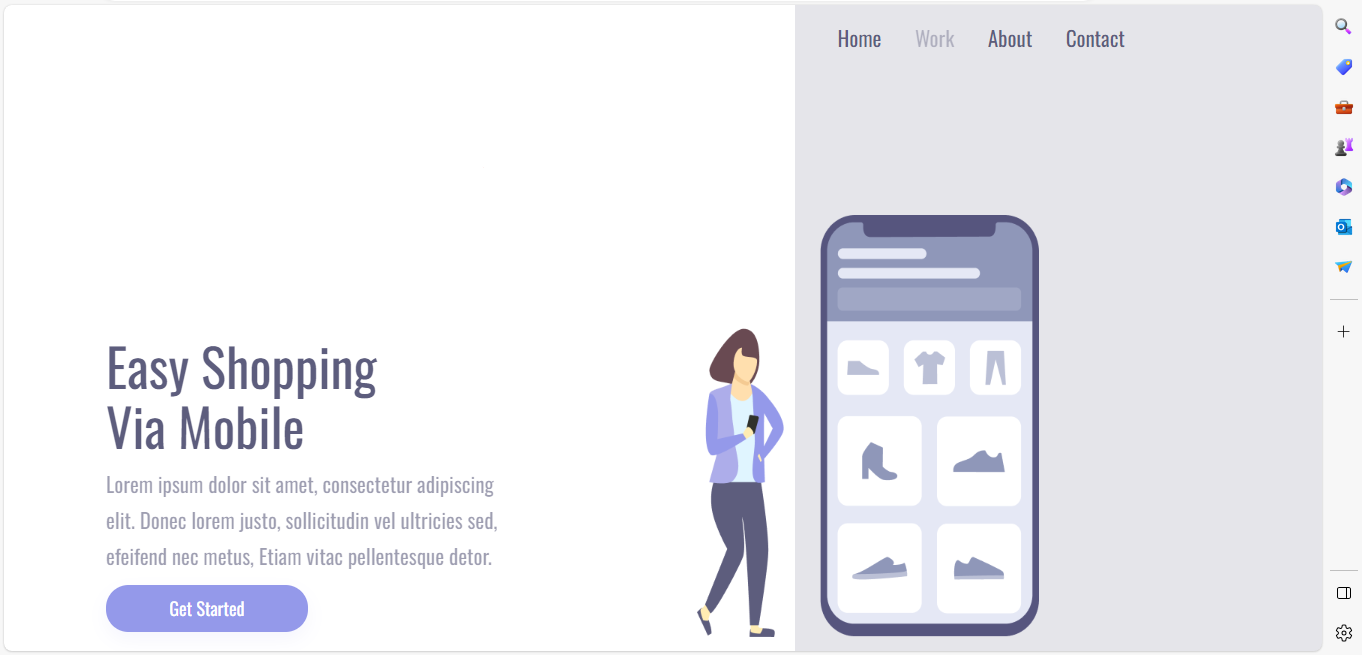 Home Work About Contact
Easy Shopping
Via Mobile
Lorem ipsum dolor sit amet, consectetur adipiscing
elit. Donec lorem justo, sollicitudin vel ultricies sed,
efeifend nec metus, Etiam vitac pellentesque detor.
Get Started